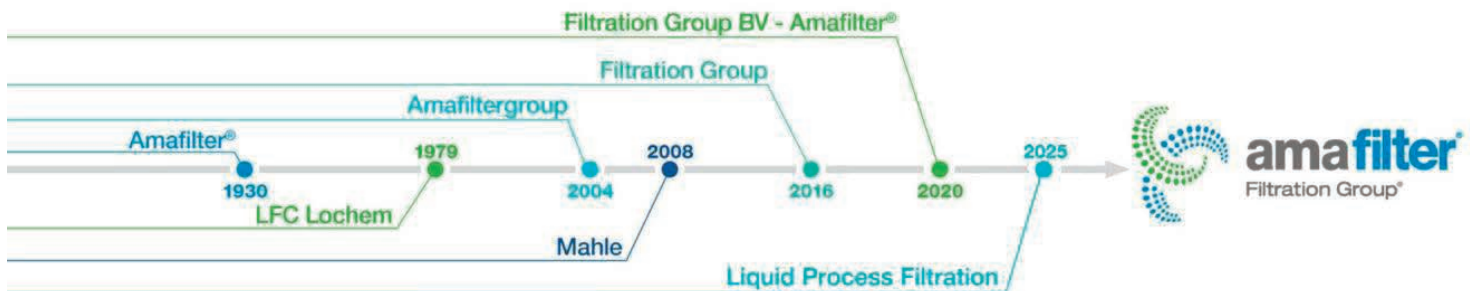 Filtration Group BV - Amafilter®
Filtration Group
Amafiltergroup
Amafilter®
1979
2008
2025
1930
2004
2016
2020
LFC Lochem
Mahle
Liquid Process Filtration
amafilter®
Filtration Group®